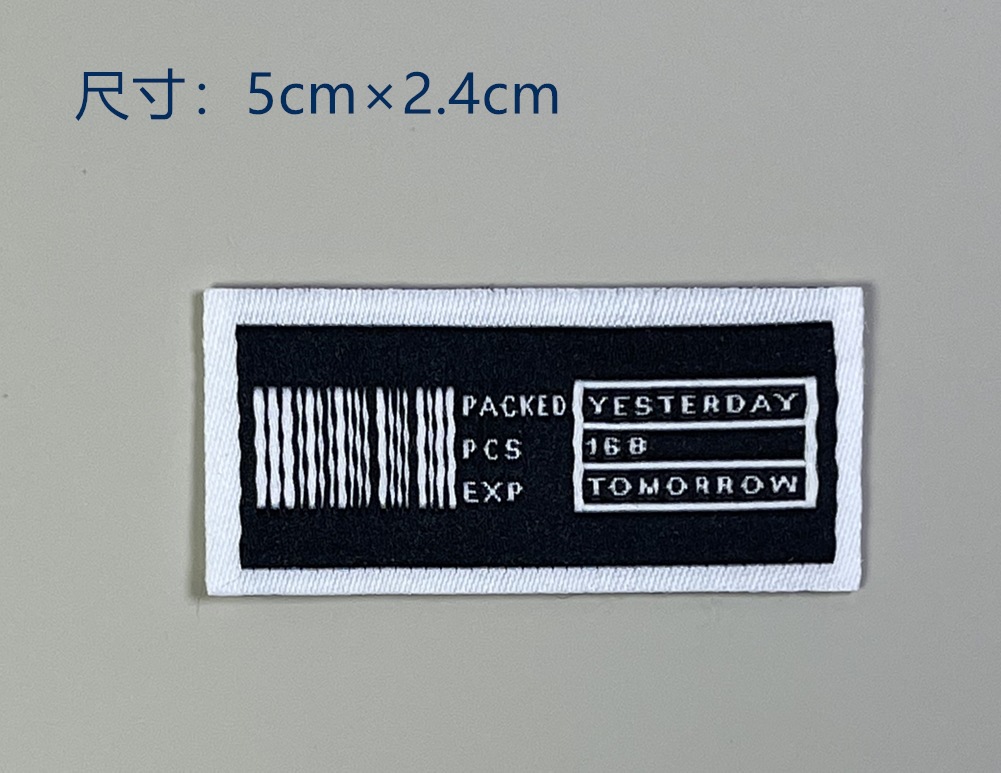 尺寸：5cm×2.4cm
PACKED YESTERDAY
PCS 168
EXP TOMORROW